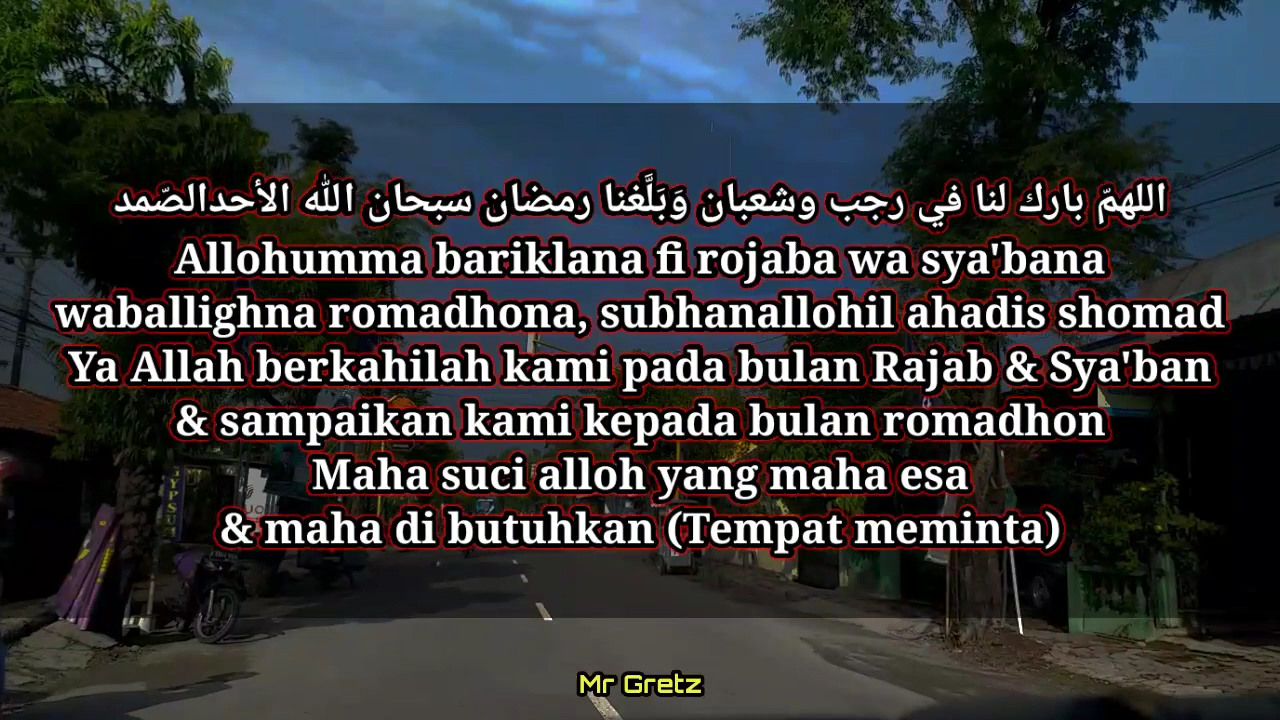 اللهمّ بارك لنا في رجب وشعبان وَبَلَّغنا رمضان سبحان الله الأحدالصّمد
Allohumma bariklana fi rojaba wa sya'bana
waballighna romadhona, subhanallohil ahadis shomad
Ya Allah berkahilah kami pada bulan Rajab & Sya'ban
& sampaikan kami kepada bulan romadhon
Maha suci alloh yang maha esa
& maha di butuhkan (Tempat meminta)
Mr Gretz